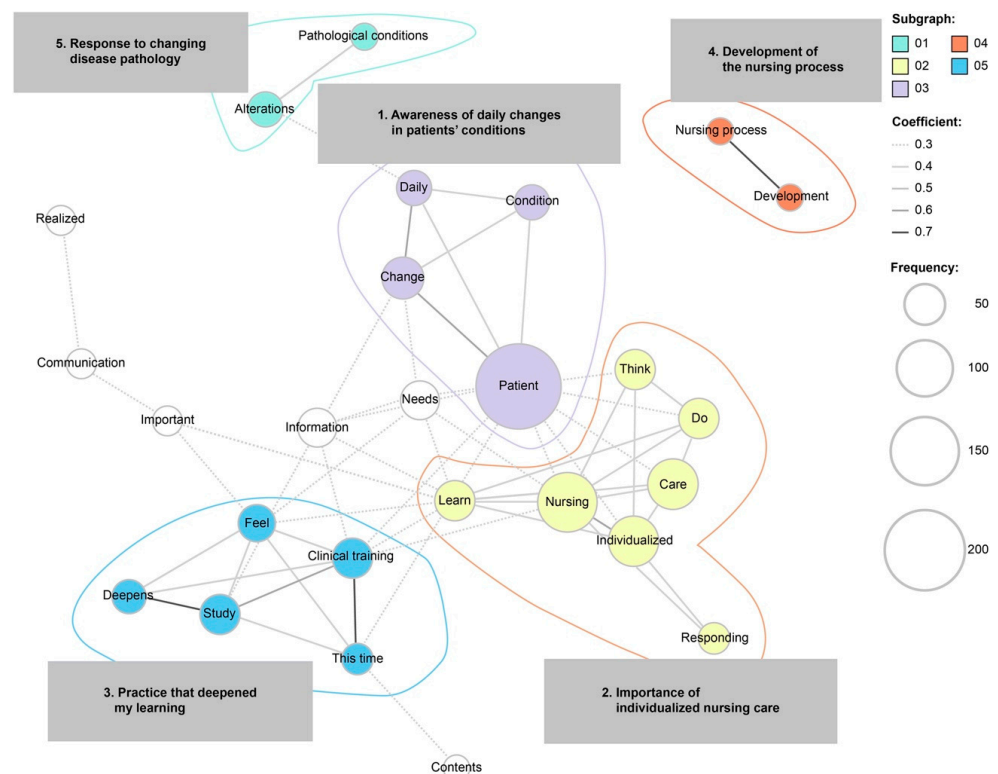 5. Response to changing
disease pathology
Pathological conditions
Alterations
1. Awareness of daily changes
in patients’ conditions
4. Development of
the nursing process
Nursing process
Development
Subgraph:
01
04
02
05
03
Coefficient:
0.3
0.4
0.5
0.6
0.7
Frequency:
50
100
150
200
Daily
Condition
Realized
Change
Communication
Patient
Think
Needs
Important
Information
Do
Learn
Nursing
Care
Feel
Individualized
Clinical training
Deepens
Study
Responding
This time
3. Practice that deepened
my learning
2. Importance of
individualized nursing care
Contents